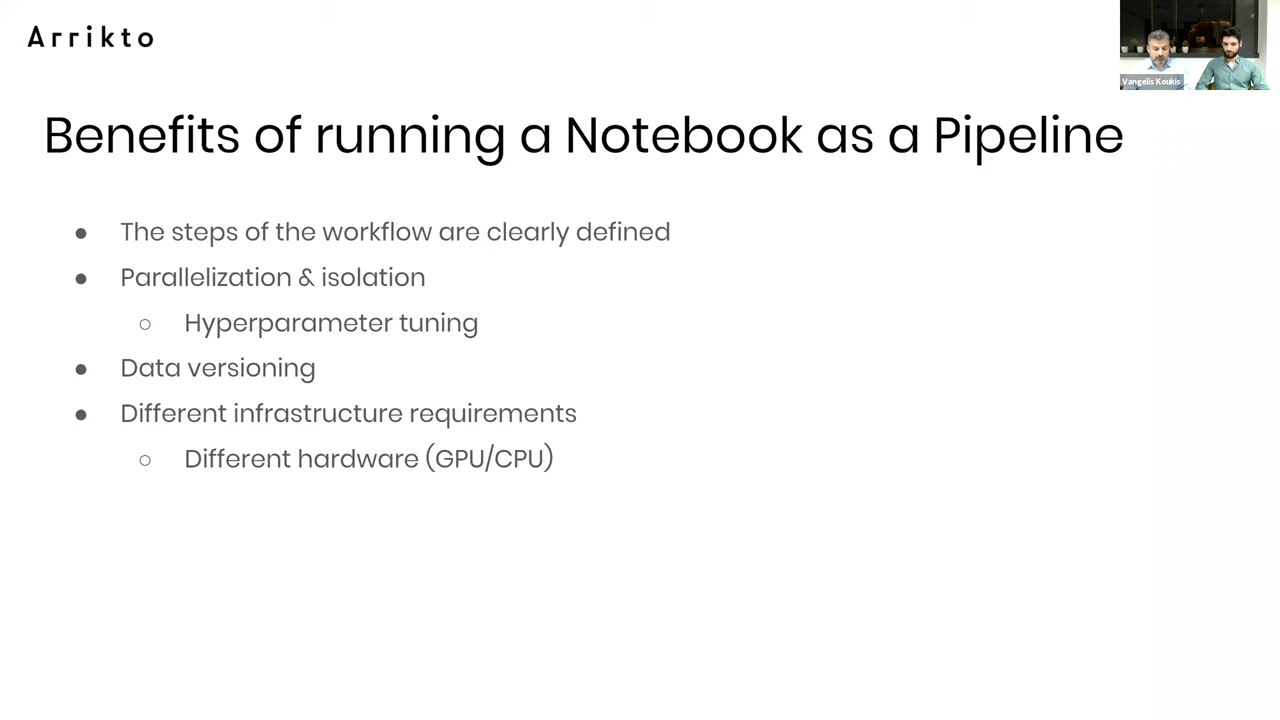 Arrikto
Vangelis Koukis
Benefits of running a Notebook as a Pipeline
● The steps of the workflow are clearly defined
● Parallelization & isolation
○ Hyperparameter tuning
● Data versioning
● Different infrastructure requirements
○ Different hardware (GPU/CPU)